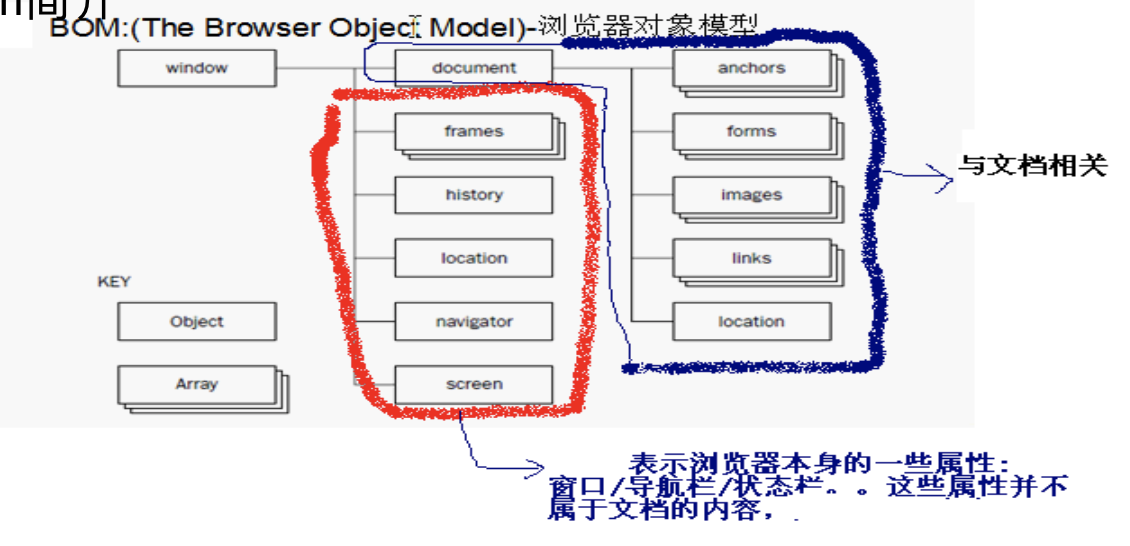 BOM:(The Browser Object Model)-浏览器对象模型
window
document
anchors
frames
forms
history
images
location
links
navigator
location
screen
KEY
Object
Array
与文档相关
表示浏览器本身的一些属性:
窗口/导航栏/状态栏。。这些属性并不
属于文档的内容,